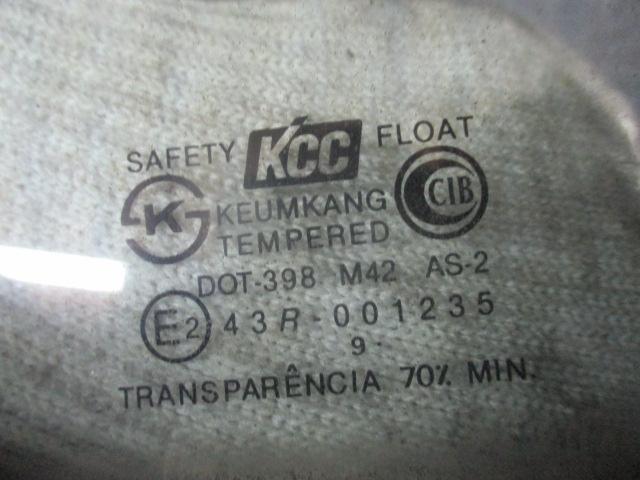 SAFETY KCC FLOAT
K KEUMKANG CIB
TEMPERED
DOT-398 M42 AS-2
E2 43R-001235
9
TRANSPARÊNCIA 70% MIN.